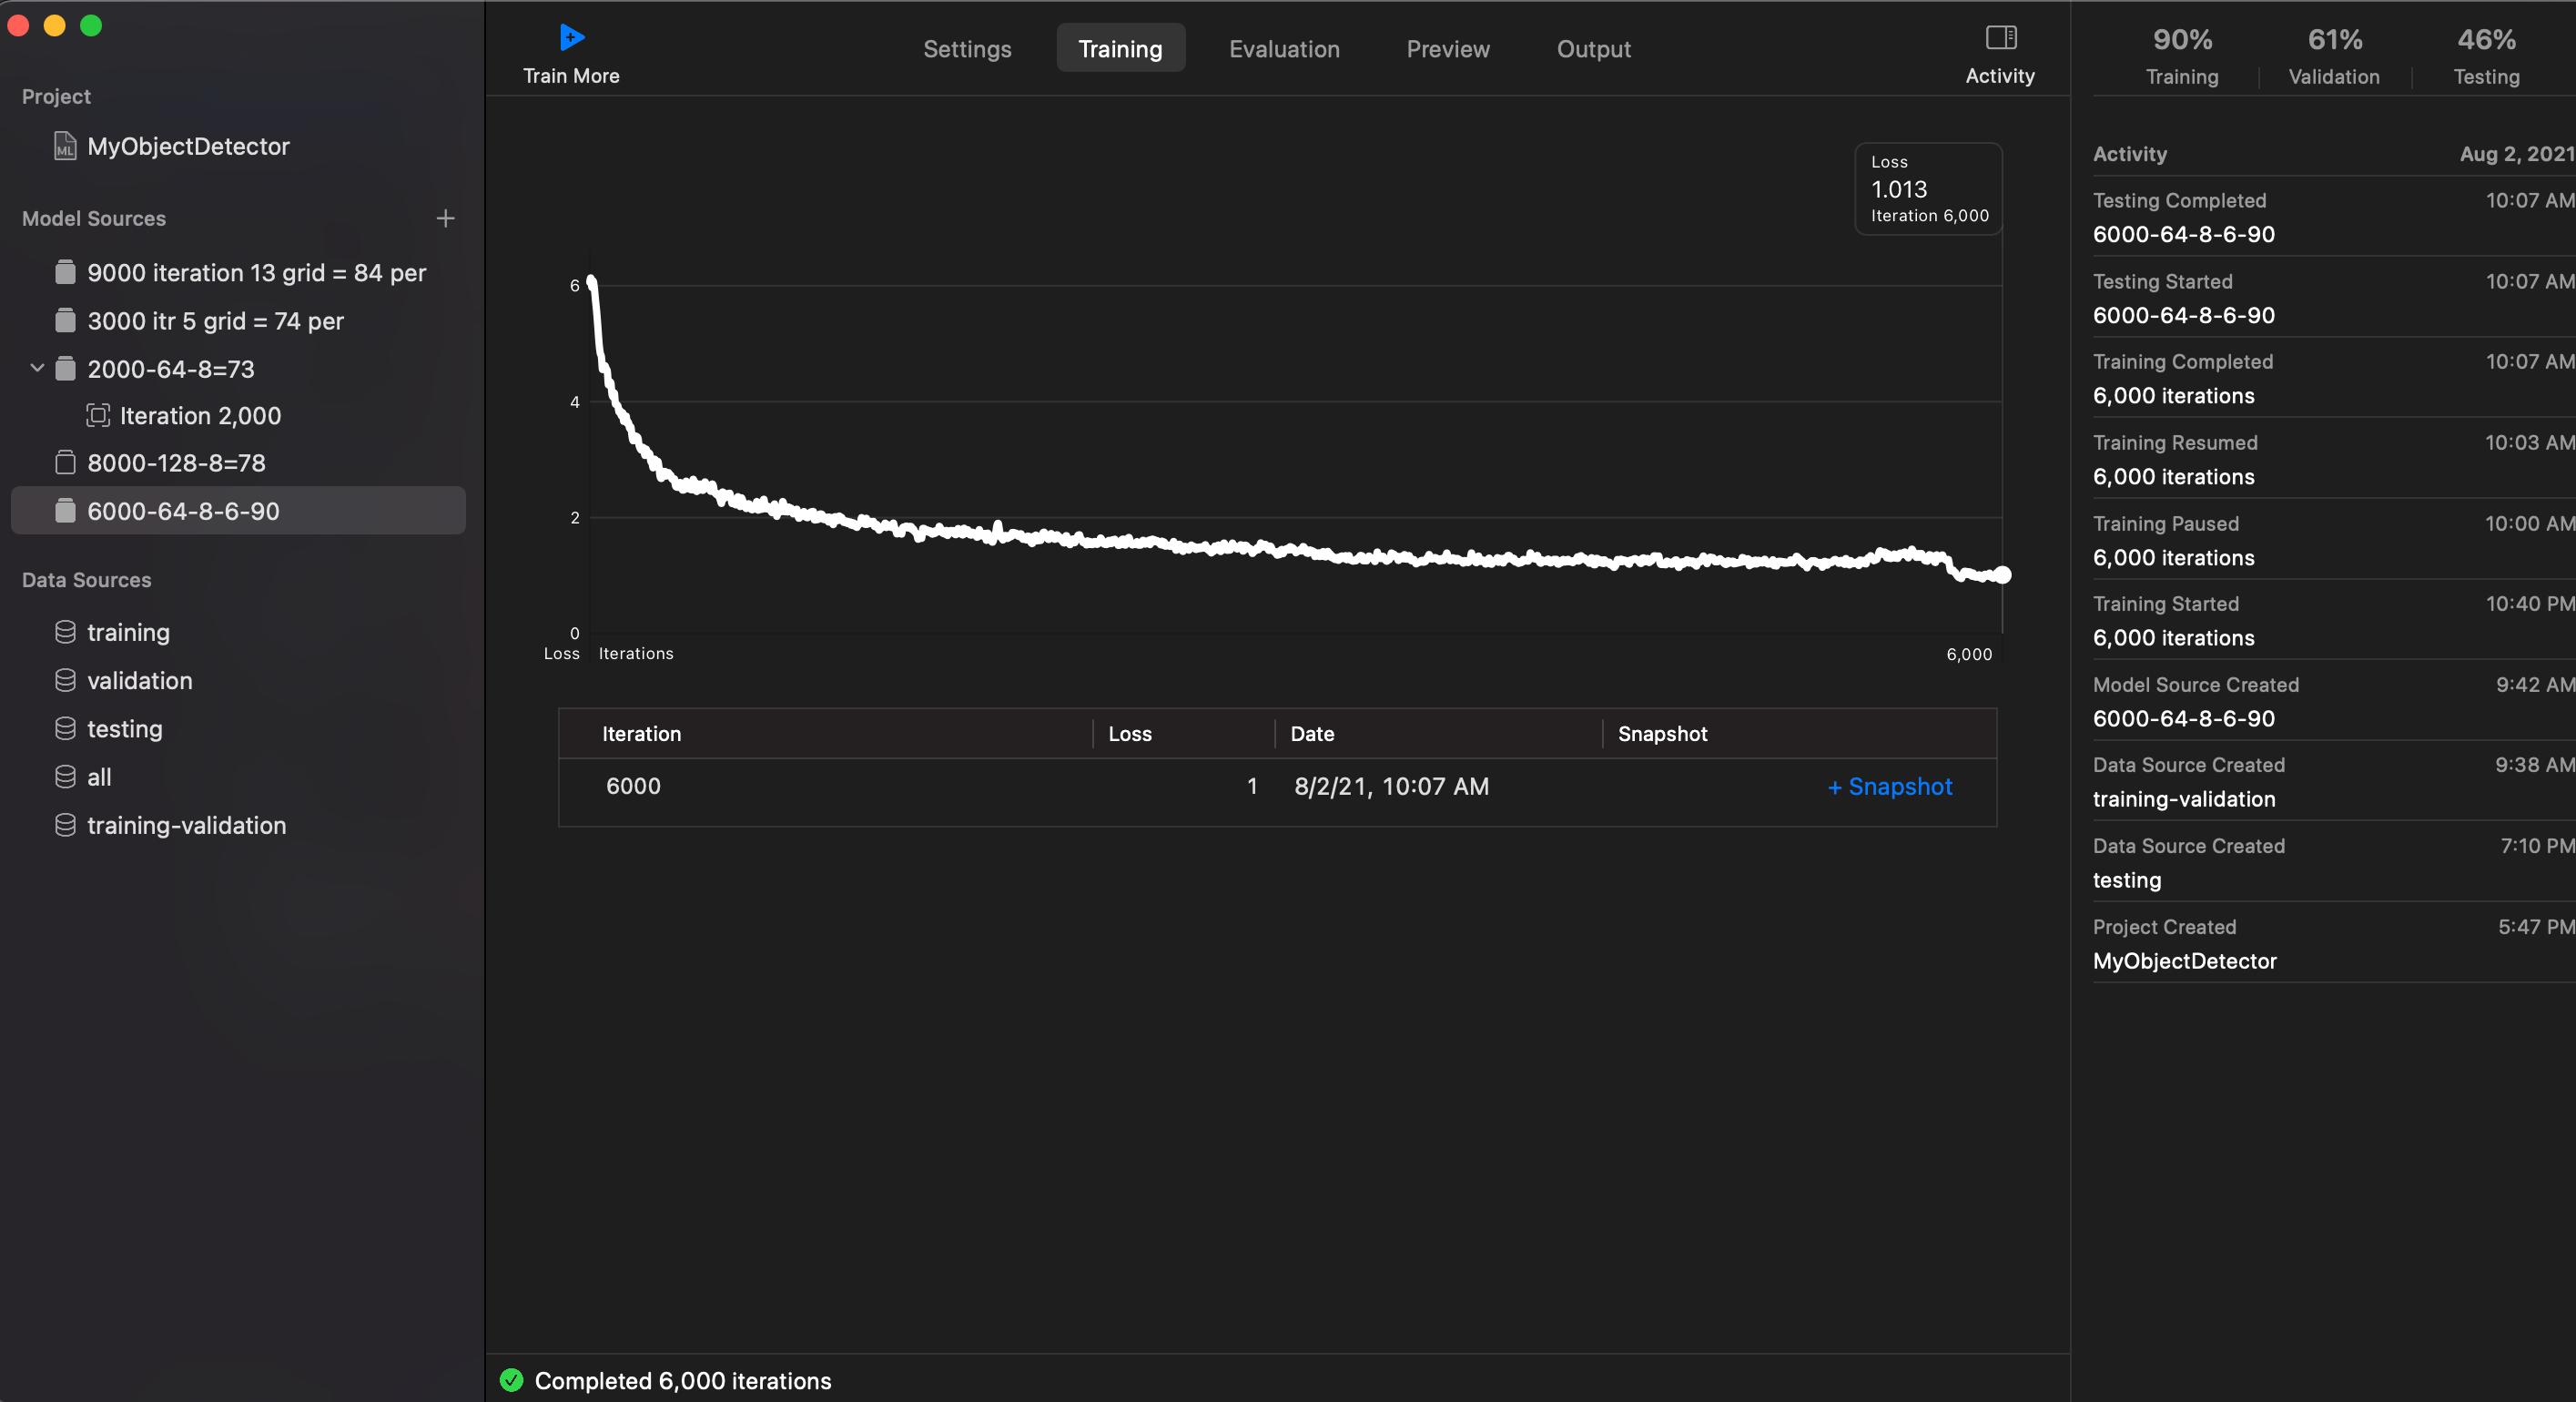 Project
ML
MyObjectDetector
Model Sources
9000 iteration 13 grid = 84 per
3000 itr 5 grid = 74 per
2000-64-8=73
Iteration 2,000
8000-128-8=78
6000-64-8-6-90
Data Sources
training
validation
testing
all
training-validation
Train More
Settings
Training
Evaluation
Preview
Output
Activity
Loss
1.013
Iteration 6,000
6
4
2
0
Loss Iterations 6,000
Iteration Loss Date Snapshot
6000 1 8/2/21, 10:07 AM + Snapshot
Completed 6,000 iterations
90% 61% 46%
Training Validation Testing
Activity Aug 2, 2021
Testing Completed 10:07 AM
6000-64-8-6-90
Testing Started 10:07 AM
6000-64-8-6-90
Training Completed 10:07 AM
6,000 iterations
Training Resumed 10:03 AM
6,000 iterations
Training Paused 10:00 AM
6,000 iterations
Training Started 10:40 PM
6,000 iterations
Model Source Created 9:42 AM
6000-64-8-6-90
Data Source Created 9:38 AM
training-validation
Data Source Created 7:10 PM
testing
Project Created 5:47 PM
MyObjectDetector